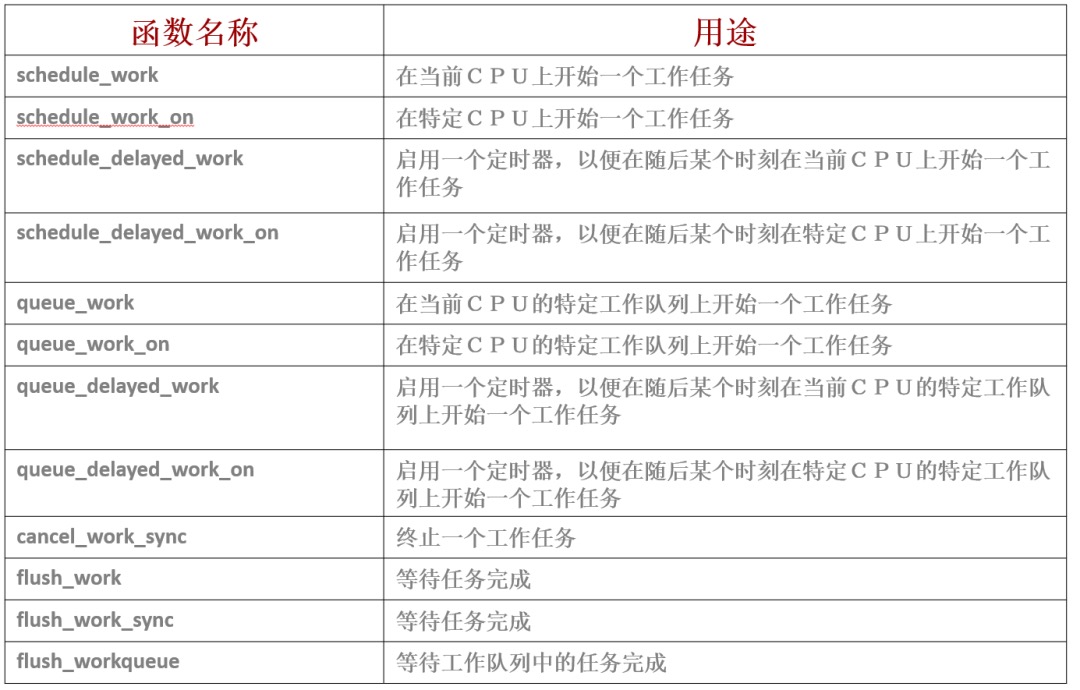 函数名称 用途
schedule_work 在当前ＣＰＵ上开始一个工作任务
schedule_work_on 在特定ＣＰＵ上开始一个工作任务
schedule_delayed_work 启用一个定时器，以便在随后某个时刻在当前ＣＰＵ上开始一个工
作任务
schedule_delayed_work_on 启用一个定时器，以便在随后某个时刻在特定ＣＰＵ上开始一个工
作任务
queue_work 在当前ＣＰＵ的特定工作队列上开始一个工作任务
queue_work_on 在特定ＣＰＵ的特定工作队列上开始一个工作任务
queue_delayed_work 启用一个定时器，以便在随后某个时刻在当前ＣＰＵ的特定工作队
列上开始一个工作任务
queue_delayed_work_on 启用一个定时器，以便在随后某个时刻在特定ＣＰＵ的特定工作队
列上开始一个工作任务
cancel_work_sync 终止一个工作任务
flush_work 等待任务完成
flush_work_sync 等待任务完成
flush_workqueue 等待工作队列中的任务完成